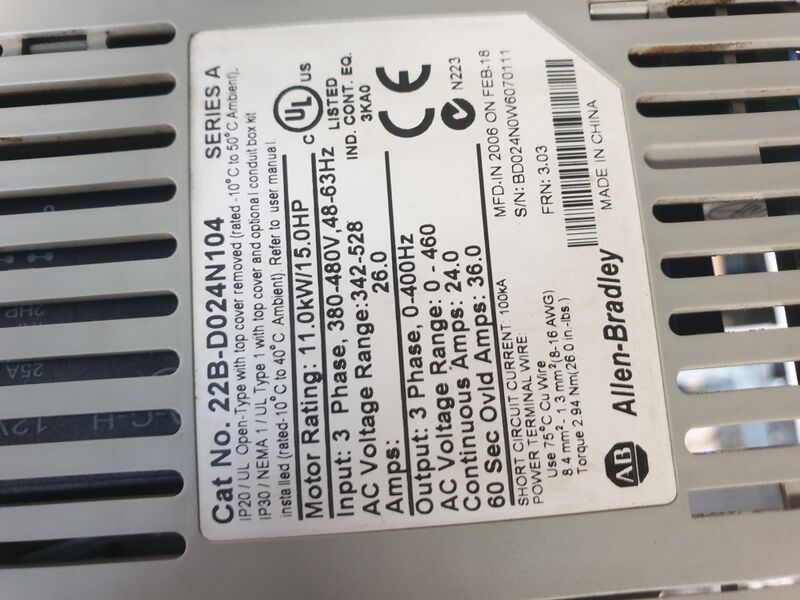 Cat No. 22B-D024N104 SERIES A
IP20 / UL Open-Type with top cover removed (rated -10°C to 50°C Ambient),
IP30 / NEMA 1 / UL Type 1 with top cover and optional conduit box kit
installed (rated-10°C to 40°C Ambient). Refer to user manual.
Motor Rating: 11.0kW/15.0HP
Input: 3 Phase, 380-480V,48-63Hz
AC Voltage Range:342-528
Amps: 26.0
Output: 3 Phase, 0-400Hz
AC Voltage Range: 0 - 460
Continuous Amps: 24.0
60 Sec Ovld Amps: 36.0
C UL US
LISTED
IND. CONT. EQ.
3KA0
CE
N223
SHORT CIRCUIT CURRENT: 100kA
POWER TERMINAL WIRE:
Use 75°C Cu Wire
8.4 mm² - 1.3 mm²(8-16 AWG)
Torque 2.94 Nm(26.0 in-lbs.)
MFD.IN 2006 ON FEB-18
S/N: BD024N0W6070111
FRN: 3.03
MADE IN CHINA
AB Allen-Bradley
2HP
25A
-C-H
12V